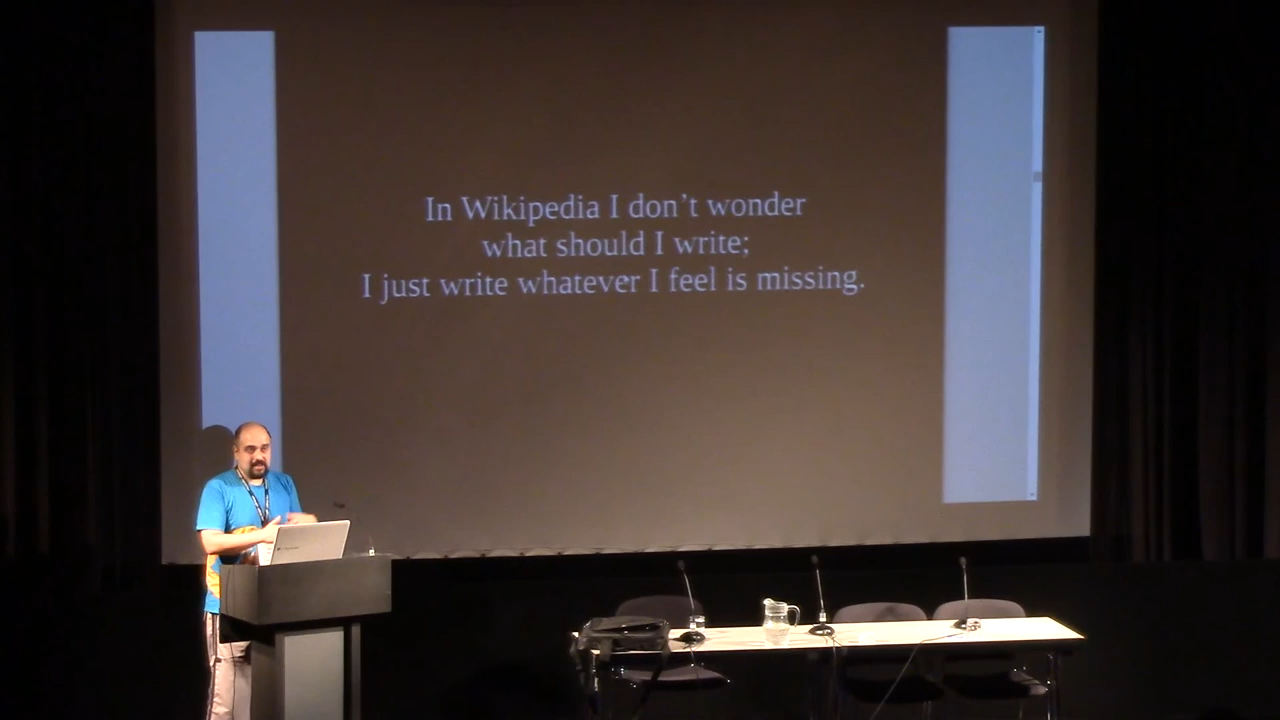 In Wikipedia I don’t wonder
what should I write;
I just write whatever I feel is missing.